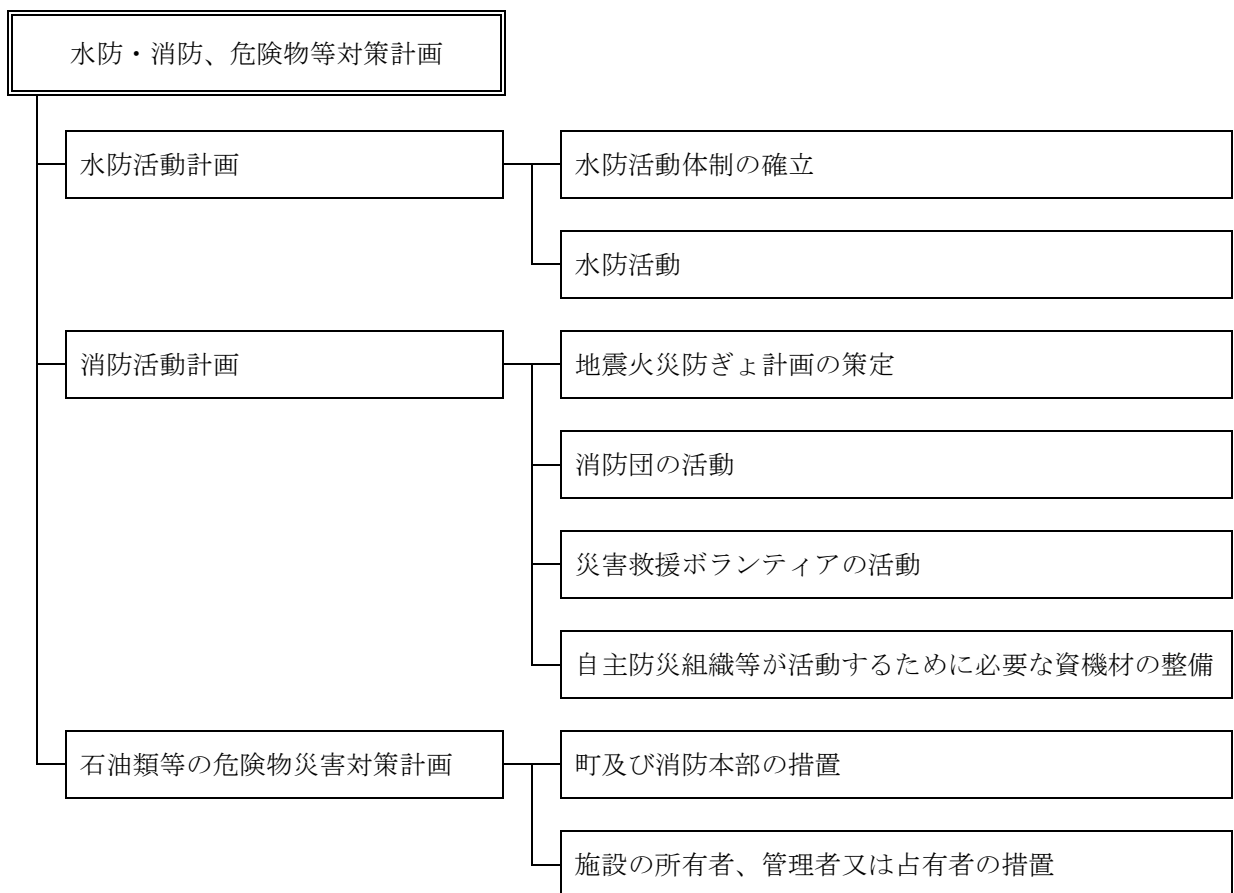 水防・消防、危険物等対策計画
水防活動計画
水防活動体制の確立
水防活動
消防活動計画
地震火災防ぎょ計画の策定
消防団の活動
災害救援ボランティアの活動
自主防災組織等が活動するために必要な資機材の整備
石油類等の危険物災害対策計画
町及び消防本部の措置
施設の所有者、管理者又は占有者の措置